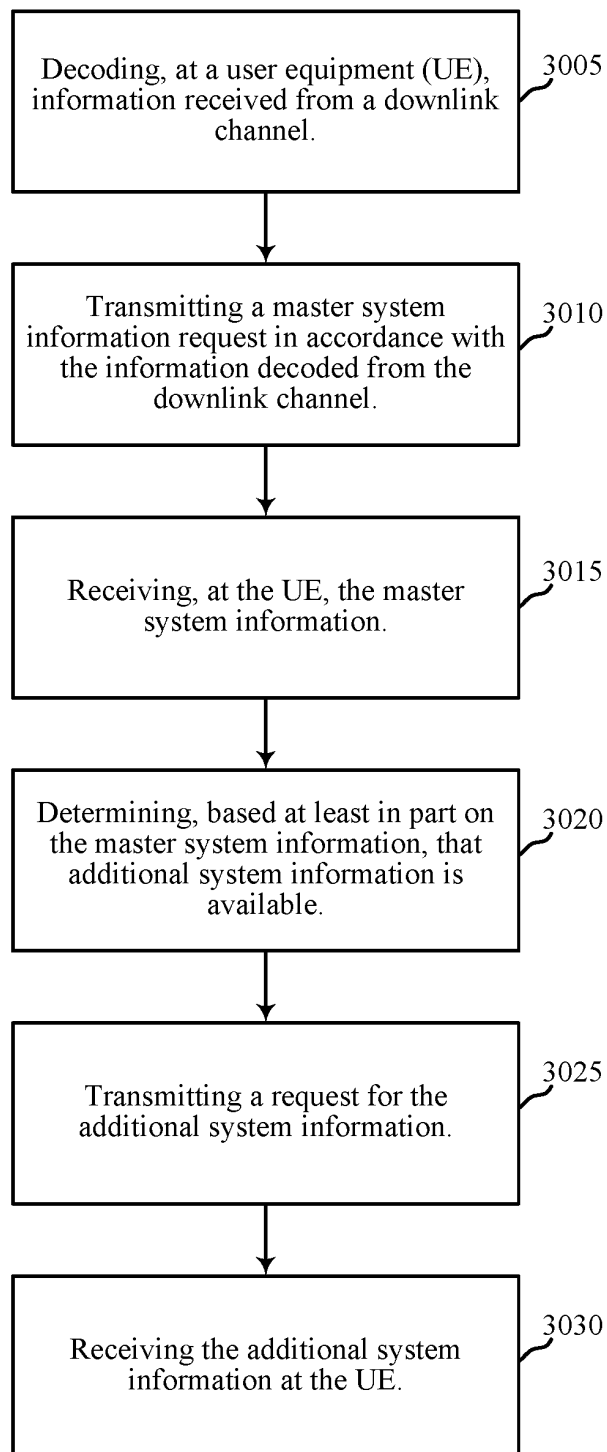 Decoding, at a user equipment (UE),
information received from a downlink
channel.
3005
Transmitting a master system
information request in accordance with
the information decoded from the
downlink channel.
3010
Receiving, at the UE, the master
system information.
3015
Determining, based at least in part on
the master system information, that
additional system information is
available.
3020
Transmitting a request for the
additional system information.
3025
Receiving the additional system
information at the UE.
3030